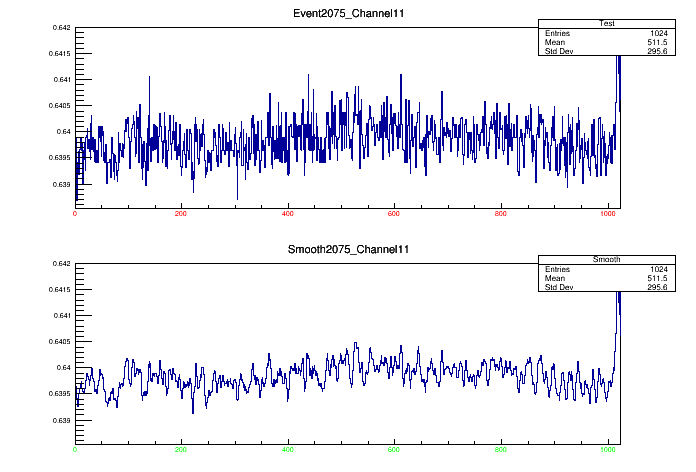 Event2075_Channel11
Test
Entries 1024
Mean 511.5
Std Dev 295.6
0.642
0.6415
0.641
0.6405
0.64
0.6395
0.639
0 200 400 600 800 1000
Smooth2075_Channel11
Smooth
Entries 1024
Mean 511.5
Std Dev 295.6
0.642
0.6415
0.641
0.6405
0.64
0.6395
0.639
0 200 400 600 800 1000